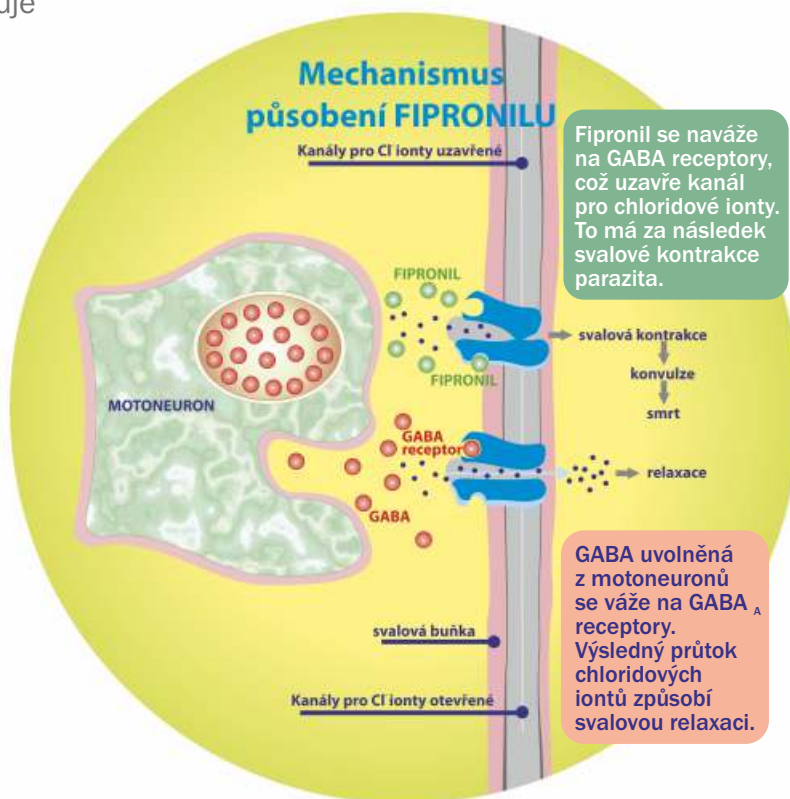 uje
Mechanismus
působení FIPRONILU
Kanály pro Cl⁻ ionty uzavřené
Fipronil se naváže
na GABA receptory,
což uzavře kanál
pro chloridové ionty.
To má za následek
svalové kontrakce
parazita.
FIPRONIL
svalová kontrakce
konvulze
smrt
FIPRONIL
MOTONEURON
GABA
receptor
relaxace
GABA
GABA uvolněná
z motoneuronů
se váže na GABA A
receptory.
Výsledný průtok
chloridových
iontů způsobí
svalovou relaxaci.
svalová buňka
Kanály pro Cl⁻ ionty otevřené